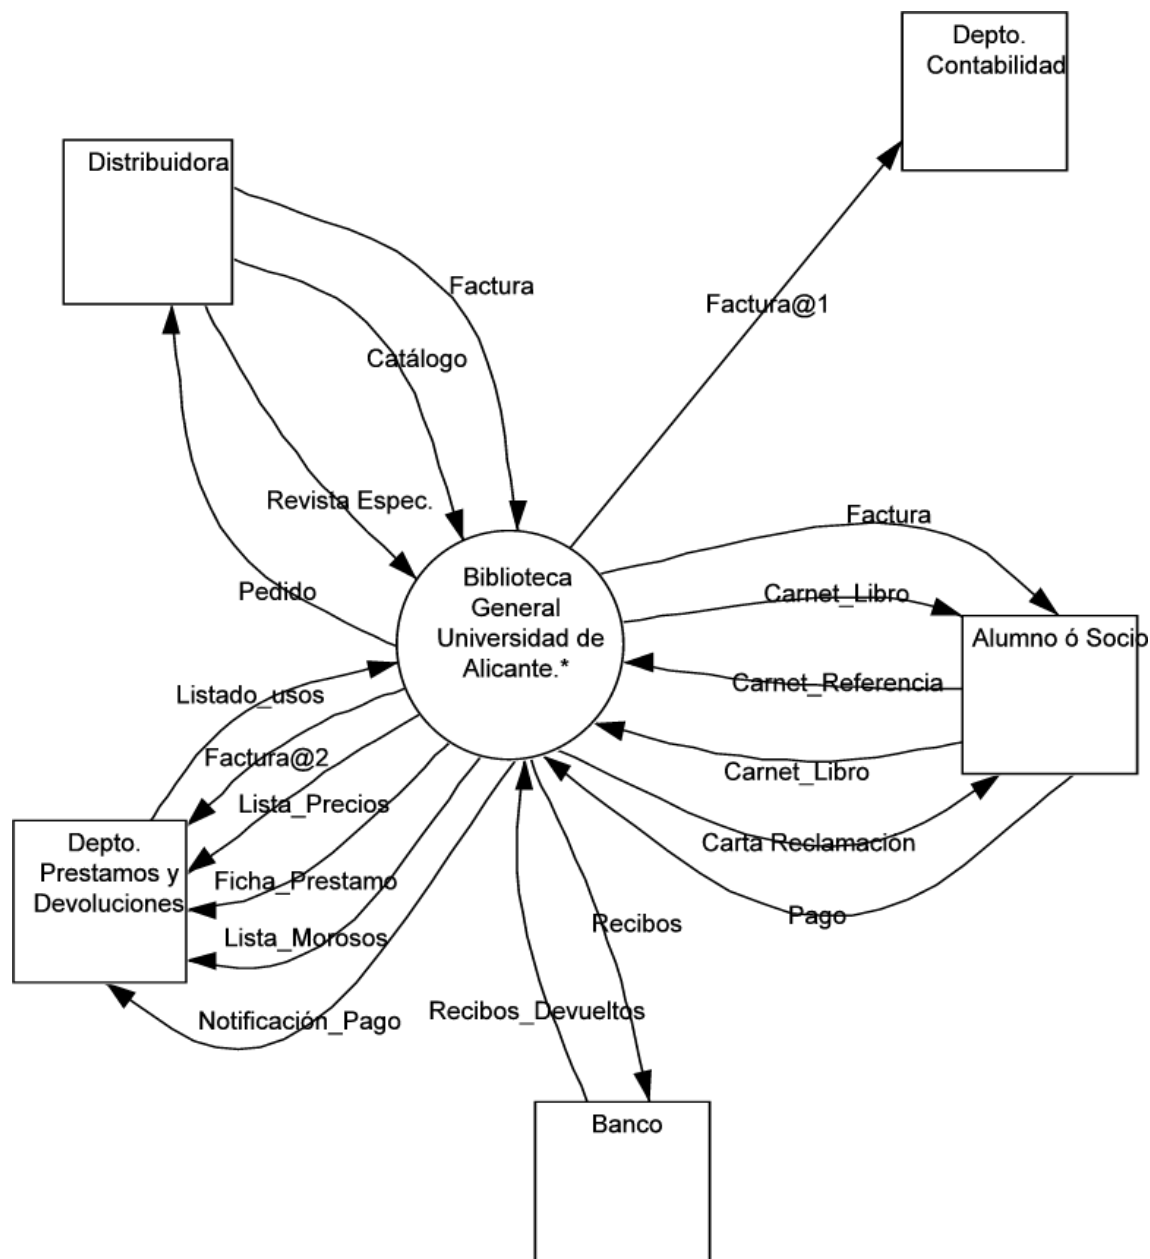 Depto.
Contabilidad
Distribuidora
Factura
Factura@1
Catálogo
Revista Espec.
Factura
Biblioteca
General
Universidad de
Alicante.*
Pedido
Carnet_Libro
Alumno ó Socio
Listado_usos
Carnet_Referencia
Factura@2
Carnet_Libro
Lista_Precios
Depto.
Prestamos y
Devoluciones
Carta Reclamación
Ficha_Prestamo
Pago
Recibos
Lista_Morosos
Recibos_Devueltos
Notificación_Pago
Banco